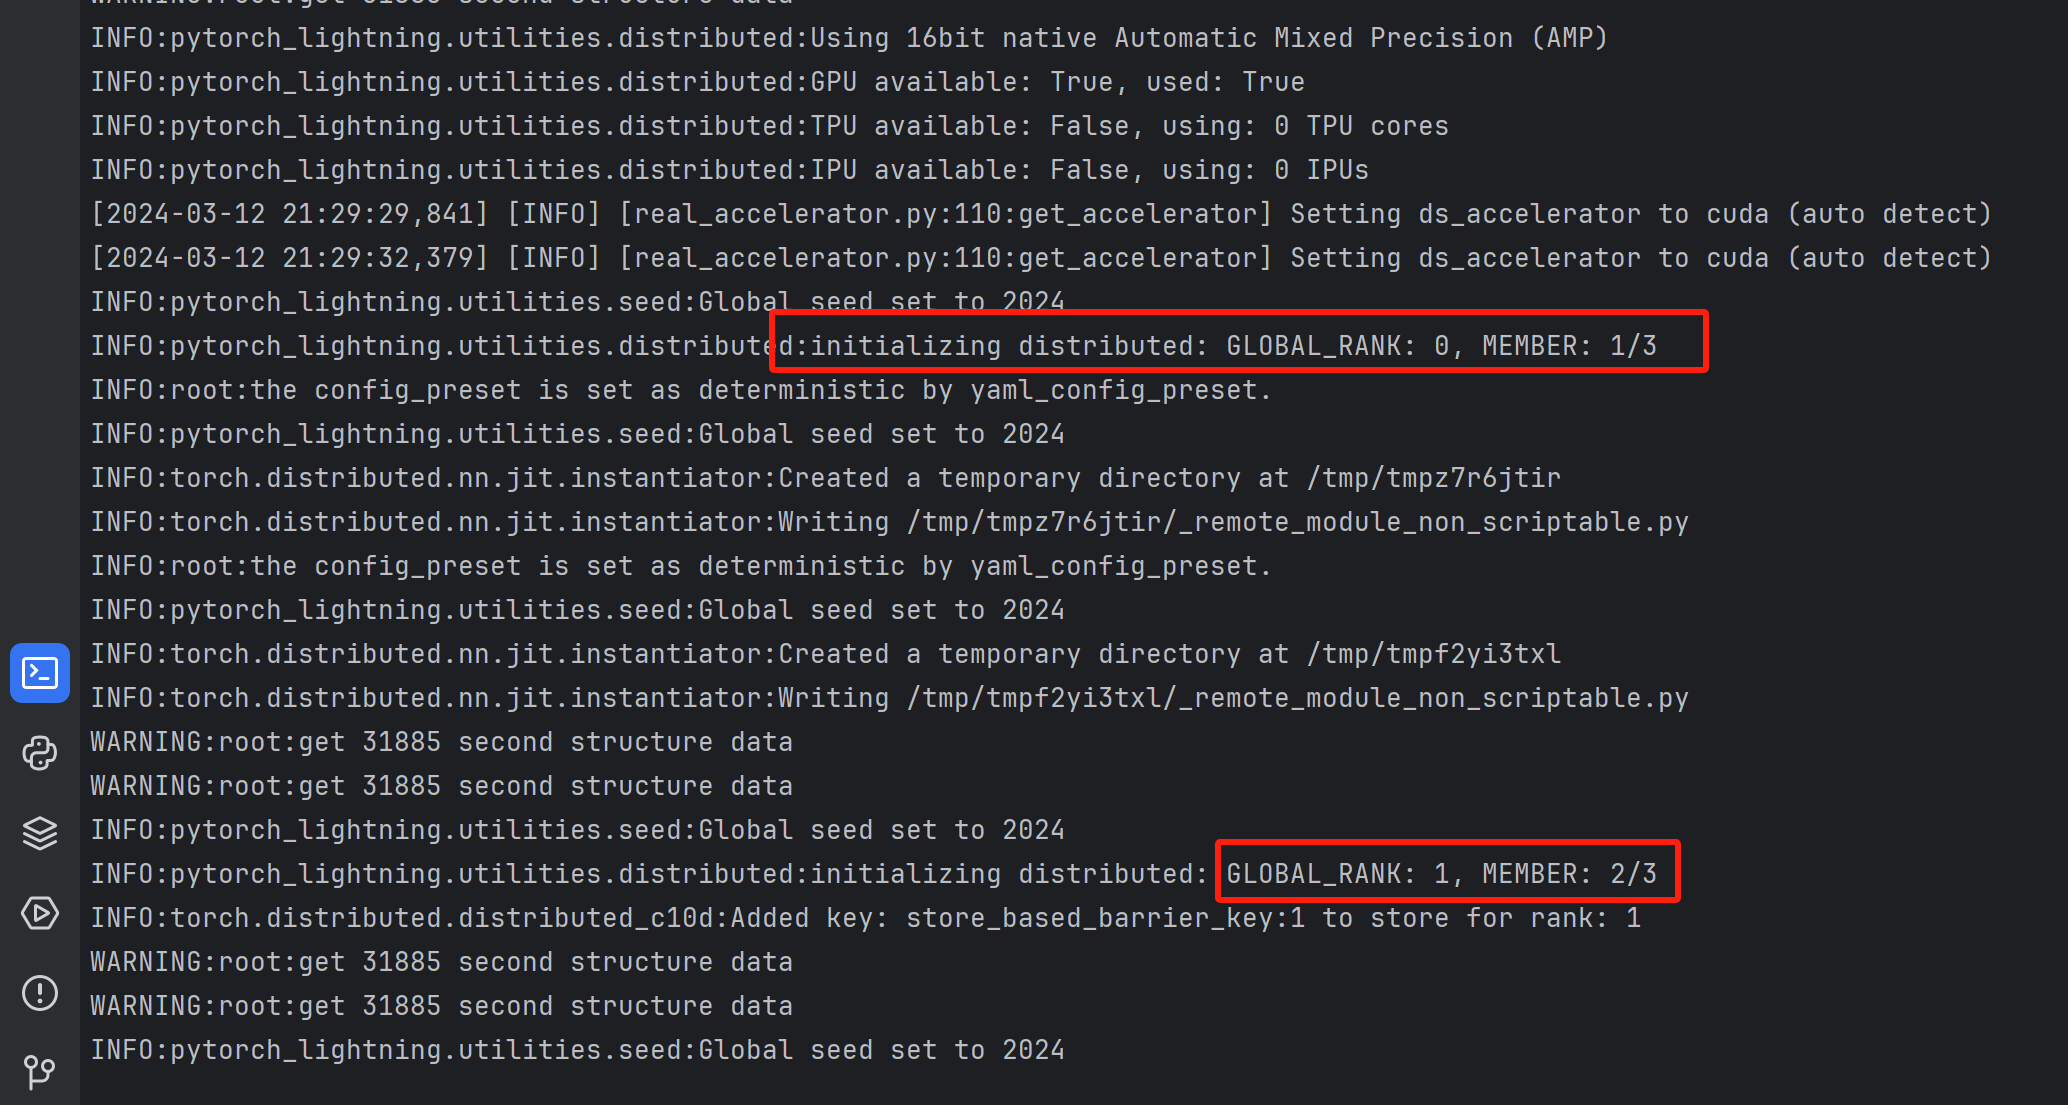 INFO:pytorch_lightning.utilities.distributed:Using 16bit native Automatic Mixed Precision (AMP)
INFO:pytorch_lightning.utilities.distributed:GPU available: True, used: True
INFO:pytorch_lightning.utilities.distributed:TPU available: False, using: 0 TPU cores
INFO:pytorch_lightning.utilities.distributed:IPU available: False, using: 0 IPUs
[2024-03-12 21:29:29,841] [INFO] [real_accelerator.py:110:get_accelerator] Setting ds_accelerator to cuda (auto detect)
[2024-03-12 21:29:32,379] [INFO] [real_accelerator.py:110:get_accelerator] Setting ds_accelerator to cuda (auto detect)
INFO:pytorch_lightning.utilities.seed:Global seed set to 2024
INFO:pytorch_lightning.utilities.distributed:initializing distributed: GLOBAL_RANK: 0, MEMBER: 1/3
INFO:root:the config_preset is set as deterministic by yaml_config_preset.
INFO:pytorch_lightning.utilities.seed:Global seed set to 2024
INFO:torch.distributed.nn.jit.instantiator:Created a temporary directory at /tmp/tmpz7r6jtir
INFO:torch.distributed.nn.jit.instantiator:Writing /tmp/tmpz7r6jtir/_remote_module_non_scriptable.py
INFO:root:the config_preset is set as deterministic by yaml_config_preset.
INFO:pytorch_lightning.utilities.seed:Global seed set to 2024
INFO:torch.distributed.nn.jit.instantiator:Created a temporary directory at /tmp/tmpf2yi3txl
INFO:torch.distributed.nn.jit.instantiator:Writing /tmp/tmpf2yi3txl/_remote_module_non_scriptable.py
WARNING:root:get 31885 second structure data
WARNING:root:get 31885 second structure data
INFO:pytorch_lightning.utilities.seed:Global seed set to 2024
INFO:pytorch_lightning.utilities.distributed:initializing distributed: GLOBAL_RANK: 1, MEMBER: 2/3
INFO:torch.distributed.distributed_c10d:Added key: store_based_barrier_key:1 to store for rank: 1
WARNING:root:get 31885 second structure data
WARNING:root:get 31885 second structure data
INFO:pytorch_lightning.utilities.seed:Global seed set to 2024